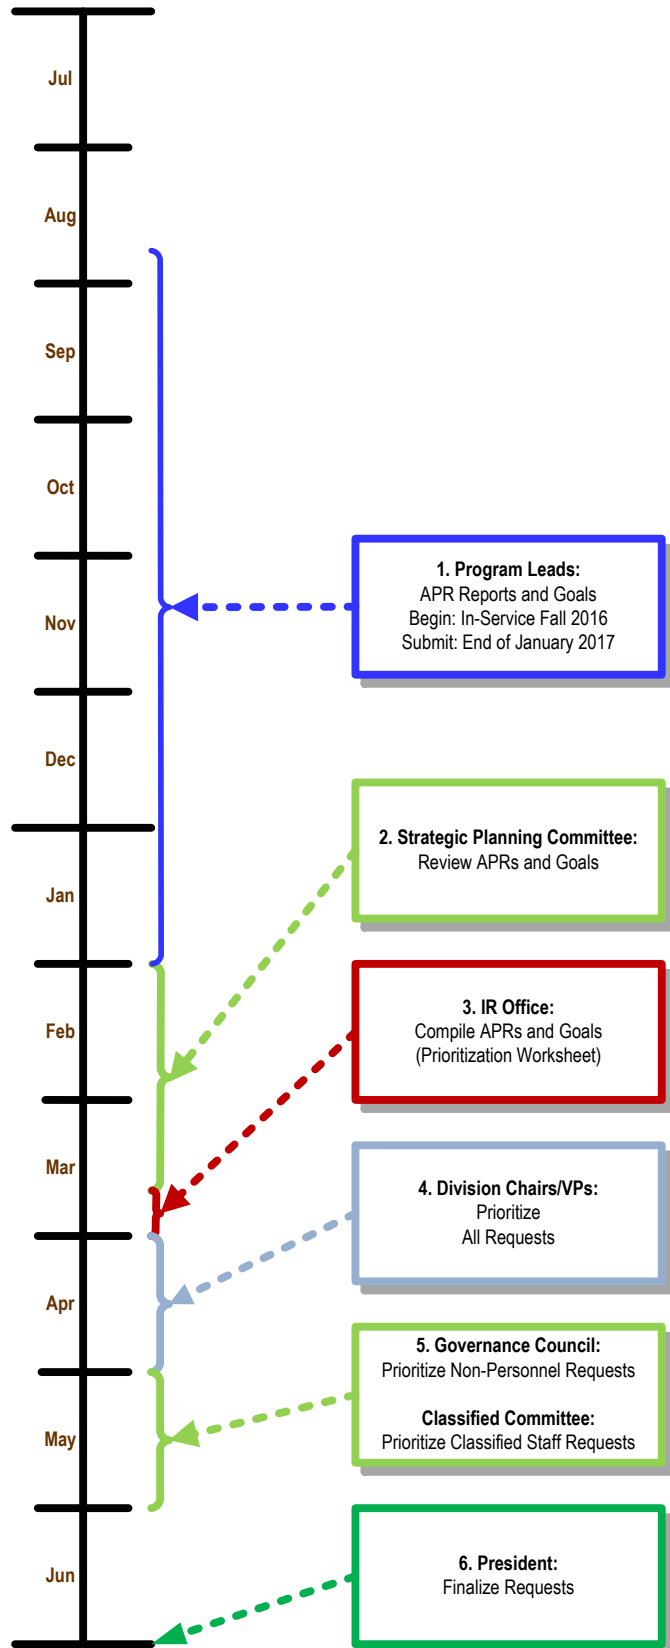 Jul
Aug
Sep
Oct
Nov
Dec
Jan
Feb
Mar
Apr
May
Jun
1. Program Leads:
APR Reports and Goals
Begin: In-Service Fall 2016
Submit: End of January 2017
2. Strategic Planning Committee:
Review APRs and Goals
3. IR Office:
Compile APRs and Goals
(Prioritization Worksheet)
4. Division Chairs/VPs:
Prioritize
All Requests
5. Governance Council:
Prioritize Non-Personnel Requests
Classified Committee:
Prioritize Classified Staff Requests
6. President:
Finalize Requests